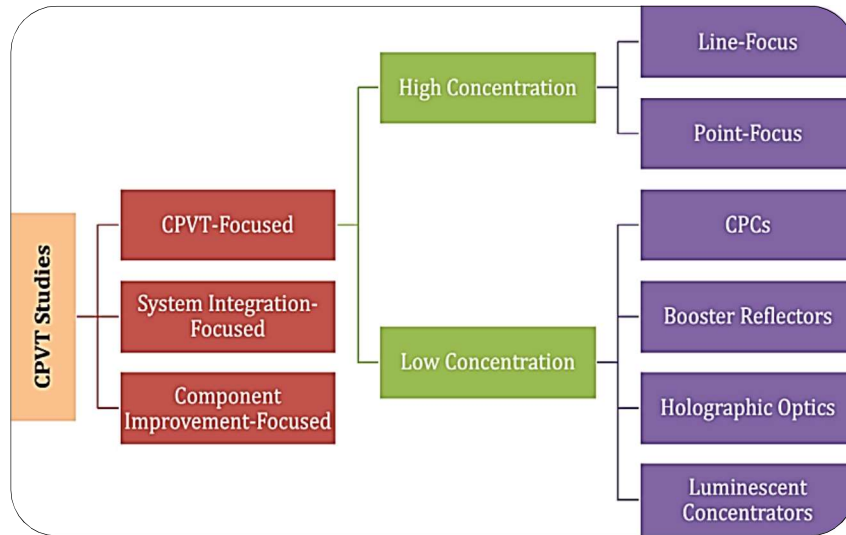 CPVT Studies
CPVT-Focused
System Integration-
Focused
Component
Improvement-Focused
High Concentration
Low Concentration
Line-Focus
Point-Focus
CPCs
Booster Reflectors
Holographic Optics
Luminescent
Concentrators